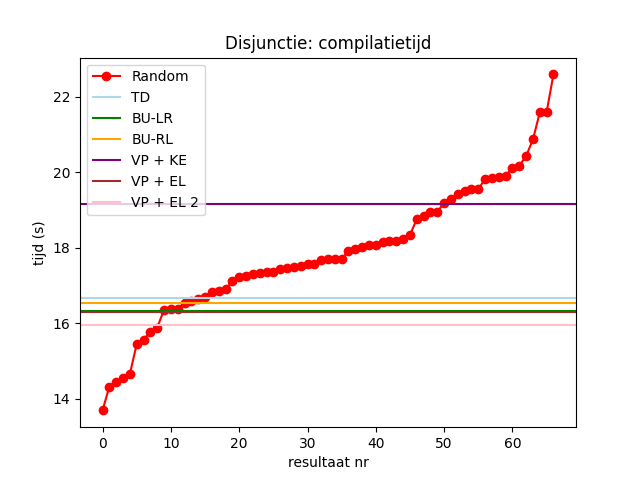 Disjunctie: compilatietijd
Random
TD
BU-LR
BU-RL
VP + KE
VP + EL
VP + EL 2
tijd (s)
22
20
18
16
14
0 10 20 30 40 50 60
resultaat nr